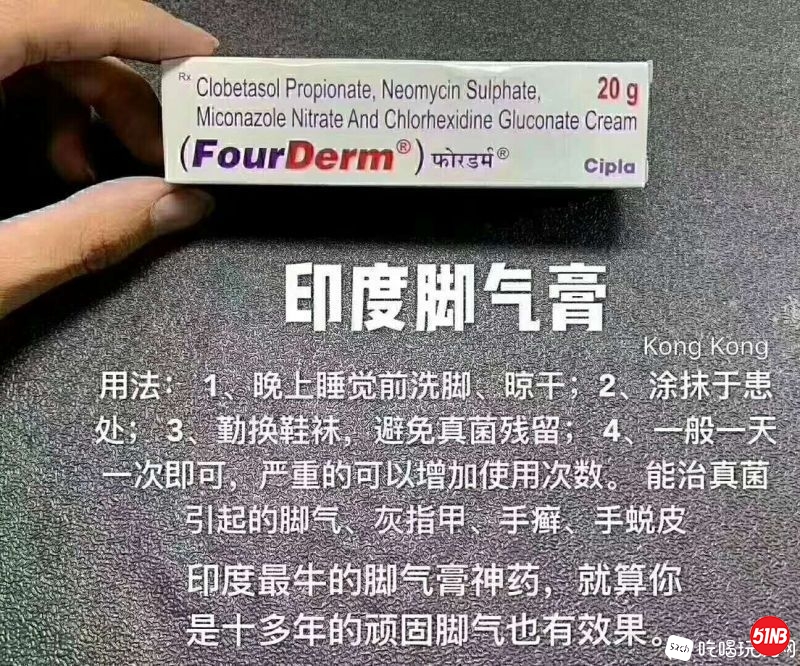 Rx Clobetasol Propionate, Neomycin Sulphate, 20 g
Miconazole Nitrate And Chlorhexidine Gluconate Cream
(FourDerm®) फोरडर्म® Cipla
印度脚气膏
Kong Kong
用法： 1、晚上睡觉前洗脚、晾干；2、涂抹于患
处； 3、勤换鞋袜，避免真菌残留； 4、一般一天
一次即可，严重的可以增加使用次数。 能治真菌
引起的脚气、灰指甲、手癣、手蜕皮
印度最牛的脚气膏神药，就算你
是十多年的顽固脚气也有效果。
51NB
吃喝玩